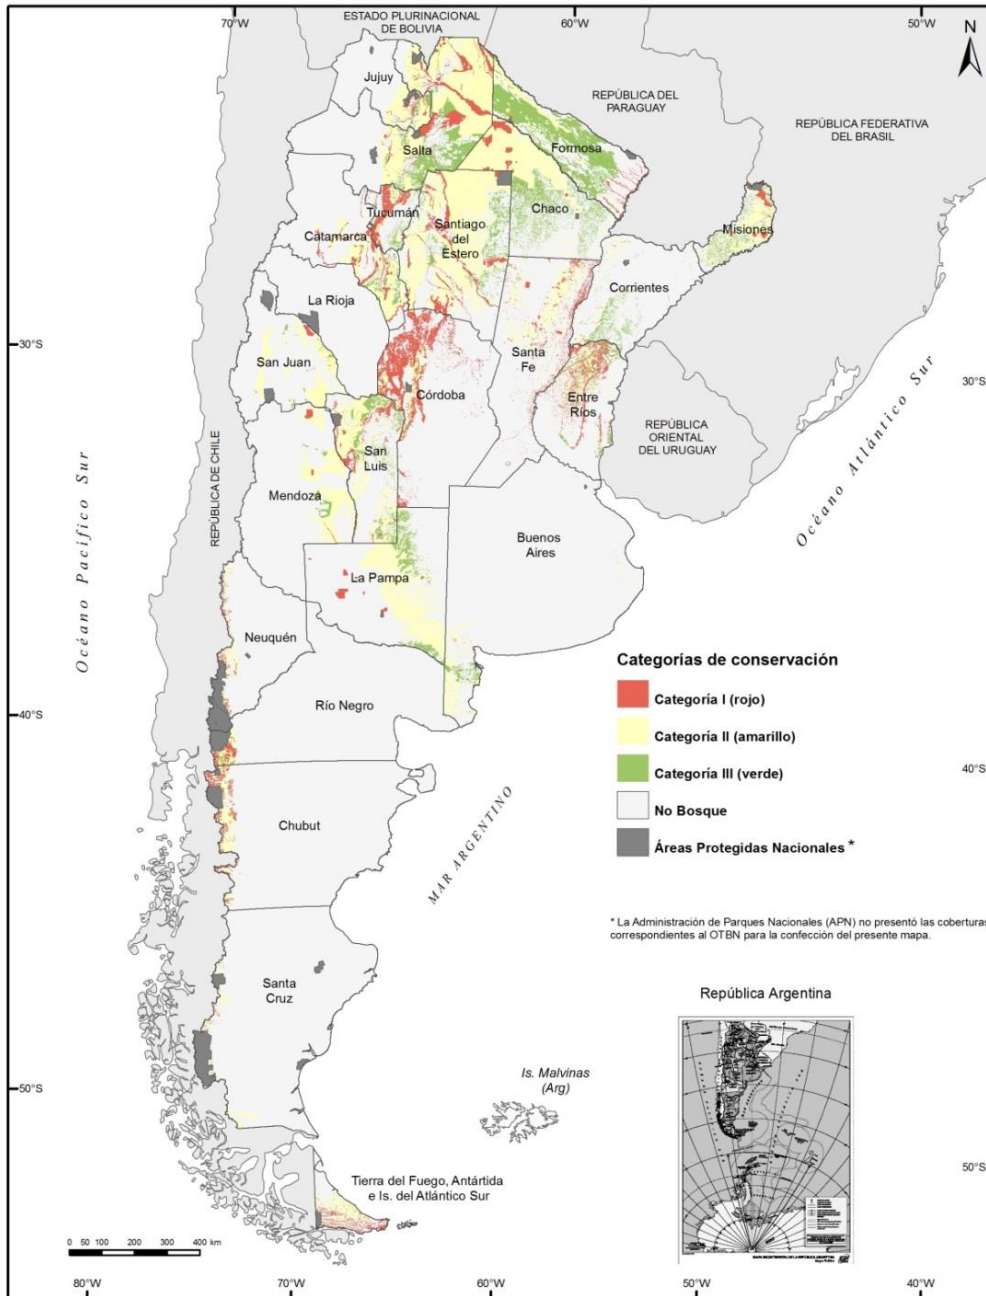 70°W
60°W
50°W
ESTADO PLURINACIONAL
DE BOLIVIA
N
Jujuy
REPÚBLICA DEL
PARAGUAY
REPÚBLICA FEDERATIVA
DEL BRASIL
Salta
Formosa
Tucumán
Chaco
Santiago
del
Estero
Misiones
Catamarca
Corrientes
La Rioja
30°S
30°S
San Juan
Santa
Fe
Córdoba
Entre
Ríos
REPÚBLICA
ORIENTAL
DEL URUGUAY
San
Luis
Océano Atlántico Sur
Océano Pacífico Sur
REPÚBLICA DE CHILE
Mendoza
Buenos
Aires
La Pampa
Neuquén
Categorías de conservación
Categoría I (rojo)
Río Negro
40°S
Categoría II (amarillo)
40°S
Categoría III (verde)
No Bosque
Chubut
MAR ARGENTINO
Áreas Protegidas Nacionales *
* La Administración de Parques Nacionales (APN) no presentó las coberturas
correspondientes al OTBN para la confección del presente mapa.
Santa
Cruz
República Argentina
Is. Malvinas
(Arg)
50°S
50°S
Tierra del Fuego, Antártida
e Is. del Atlántico Sur
0 50 100 200 300 400 km
80°W
70°W
60°W
50°W
40°W